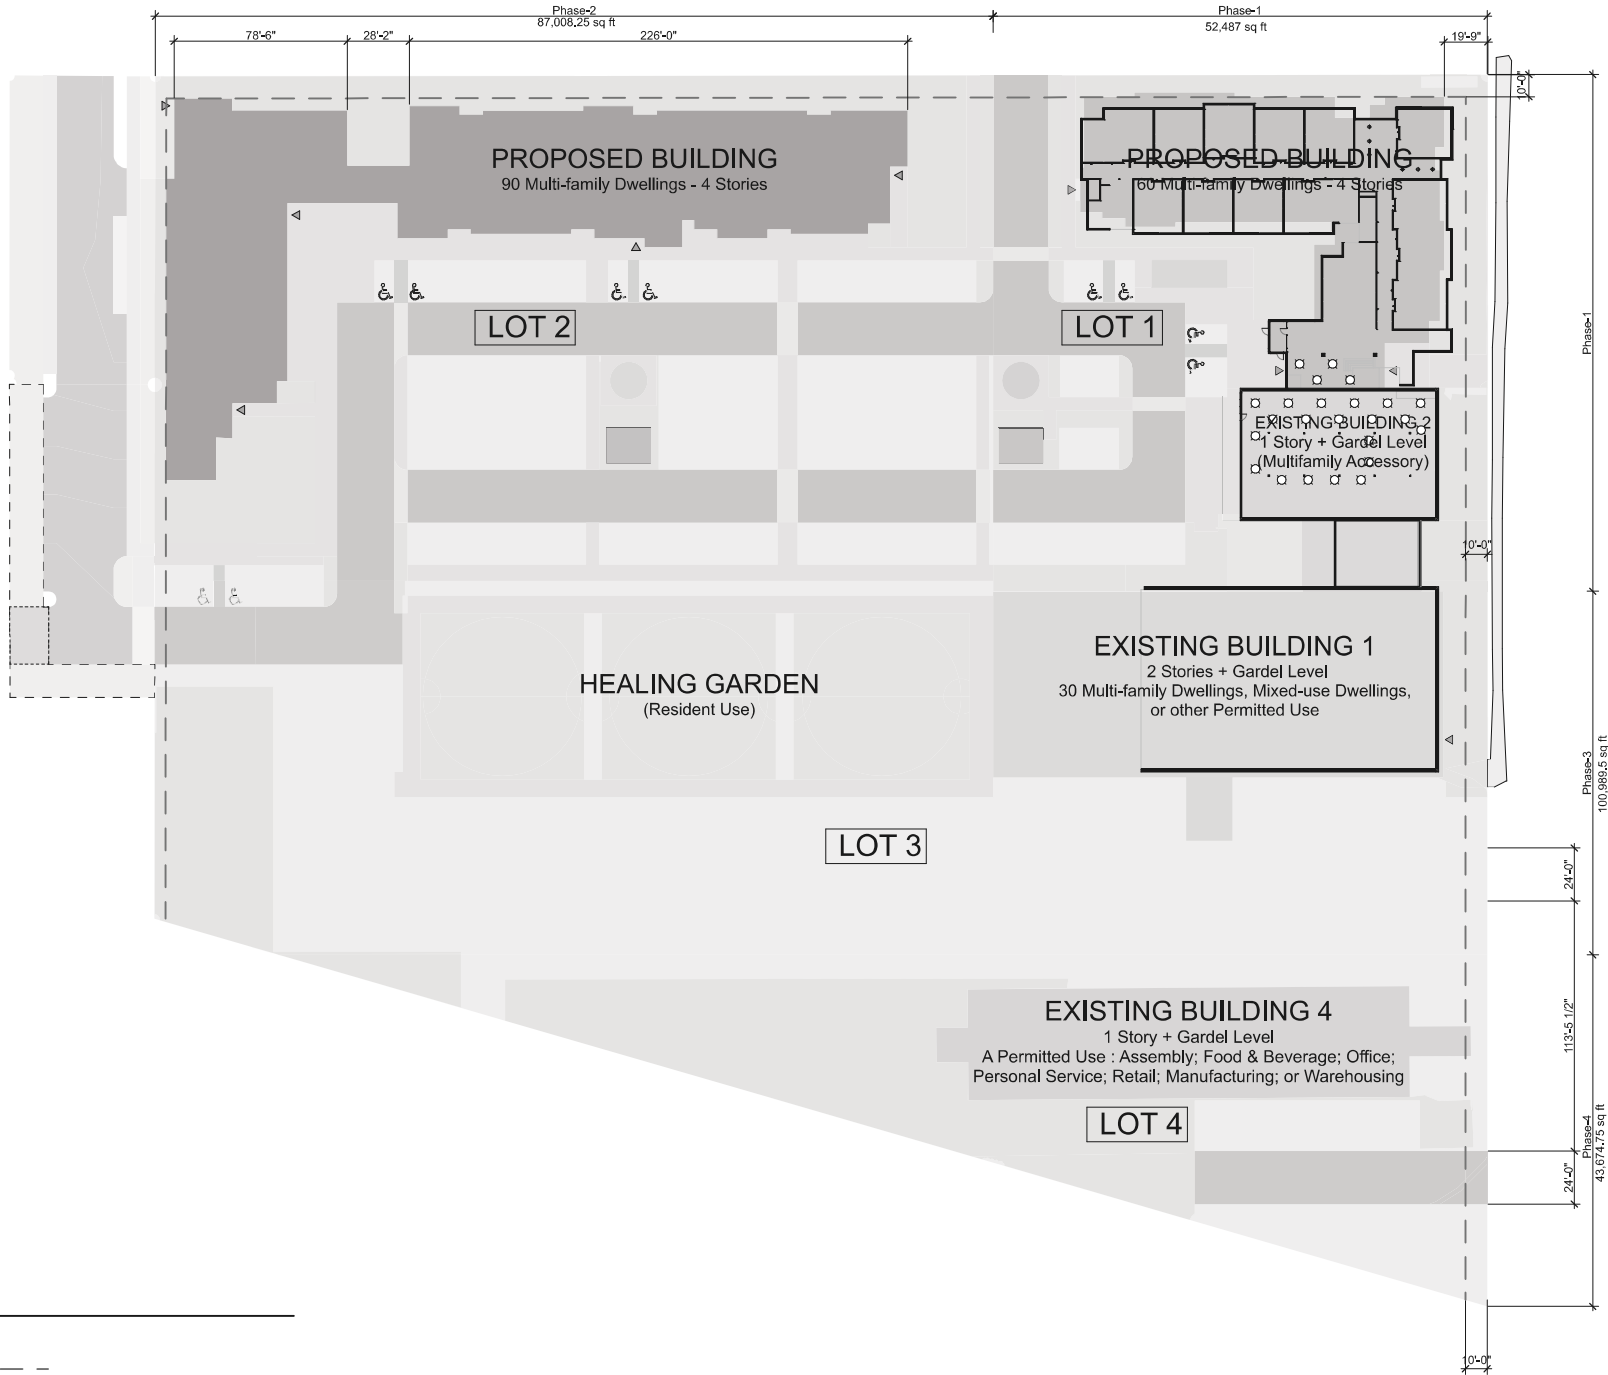 Phase-2
87,008.25 sq ft
Phase-1
52,487 sq ft
78'-6"
28'-2"
226'-0"
19'-9"
10'-0"
PROPOSED BUILDING
90 Multi-family Dwellings - 4 Stories
PROPOSED BUILDING
60 Multi-family Dwellings - 4 Stories
LOT 2
LOT 1
Phase-1
EXISTING BUILDING 2
1 Story + Gardel Level
(Multifamily Accessory)
10'-0"
HEALING GARDEN
(Resident Use)
EXISTING BUILDING 1
2 Stories + Gardel Level
30 Multi-family Dwellings, Mixed-use Dwellings,
or other Permitted Use
Phase-3
100,989.5 sq ft
LOT 3
24'-0"
EXISTING BUILDING 4
1 Story + Gardel Level
A Permitted Use : Assembly; Food & Beverage; Office;
Personal Service; Retail; Manufacturing; or Warehousing
113'-5 1/2"
LOT 4
Phase-4
43,674.75 sq ft
24'-0"
10'-0"